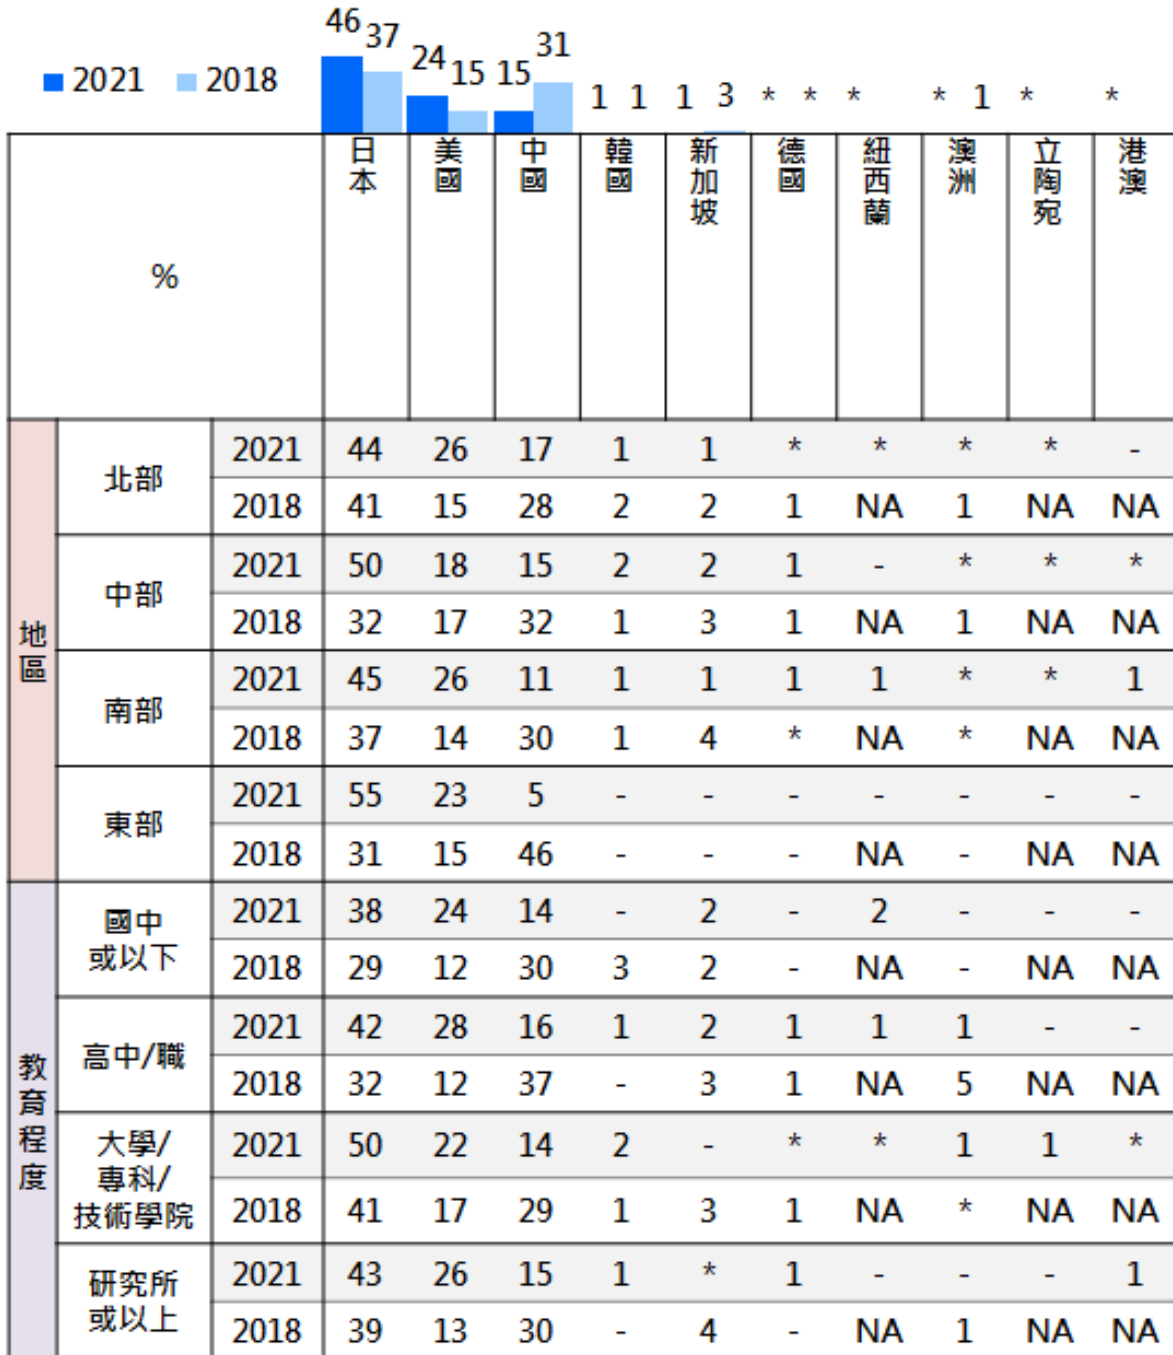 46 37 24 15 15 31 1 1 1 3 * * * * 1 * *
2021 2018
% 日本 美國 中國 韓國 新加坡 德國 紐西蘭 澳洲 立陶宛 港澳
地區
北部
2021 44 26 17 1 1 * * * * -
2018 41 15 28 2 2 1 NA 1 NA NA
中部
2021 50 18 15 2 2 1 - * * *
2018 32 17 32 1 3 1 NA 1 NA NA
南部
2021 45 26 11 1 1 1 1 * * 1
2018 37 14 30 1 4 * NA * NA NA
東部
2021 55 23 5 - - - - - - -
2018 31 15 46 - - - NA - NA NA
教育程度
國中
或以下
2021 38 24 14 - 2 - 2 - - -
2018 29 12 30 3 2 - NA - NA NA
高中/職
2021 42 28 16 1 2 1 1 1 - -
2018 32 12 37 - 3 1 NA 5 NA NA
大學/
專科/
技術學院
2021 50 22 14 2 - * * 1 1 *
2018 41 17 29 1 3 1 NA * NA NA
研究所
或以上
2021 43 26 15 1 * 1 - - - 1
2018 39 13 30 - 4 - NA 1 NA NA